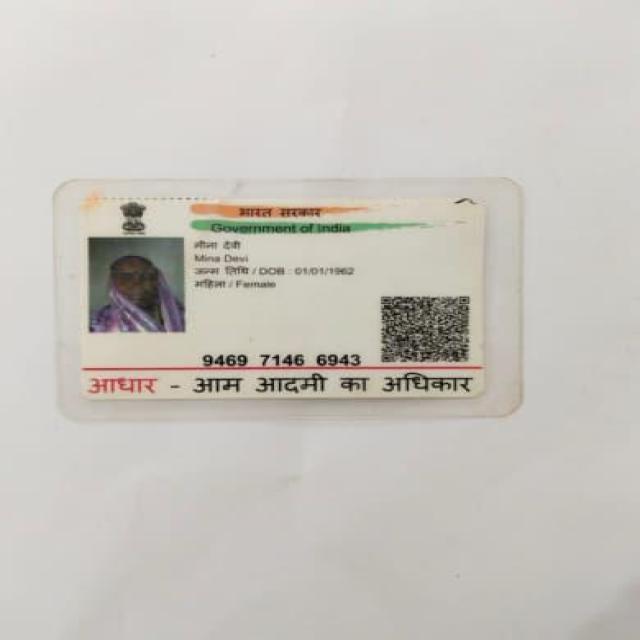 भारत सरकार
Government of India
मीना देवी
Mina Devi
जन्म तिथि / DOB : 01/01/1962
महिला / Female
9469 7146 6943
आधार - आम आदमी का अधिकार